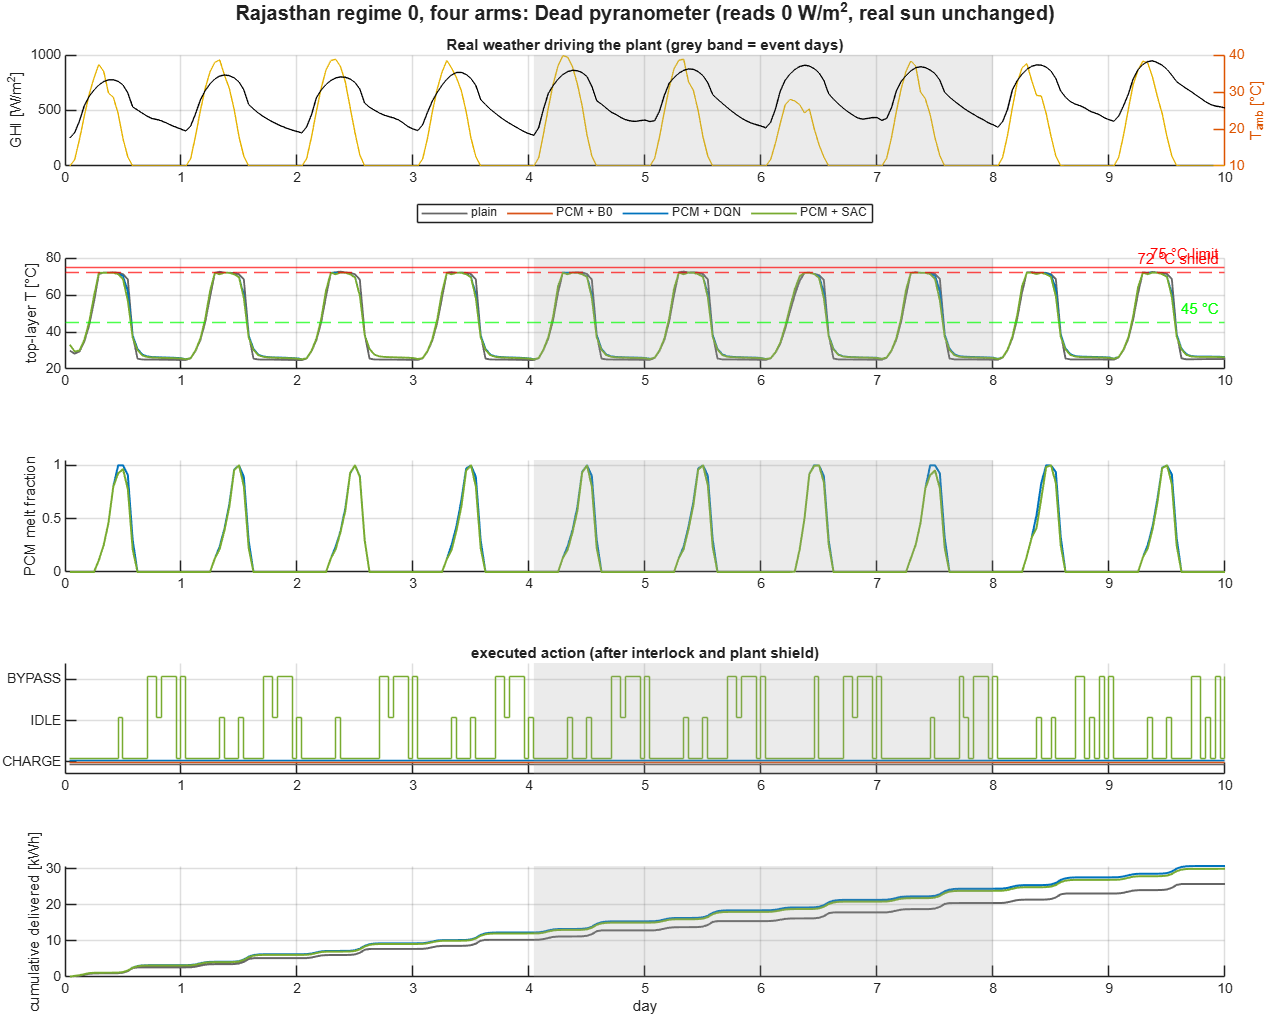 Rajasthan regime 0, four arms: Dead pyranometer (reads 0 W/m², real sun unchanged)
Real weather driving the plant (grey band = event days)
GHI [W/m²]
1000
500
0
40
30
20
10
T_amb [°C]
0 1 2 3 4 5 6 7 8 9 10
plain PCM + B0 PCM + DQN PCM + SAC
top-layer T [°C]
80
60
40
20
75 °C limit
72 °C shield
45 °C
0 1 2 3 4 5 6 7 8 9 10
PCM melt fraction
1
0.5
0
0 1 2 3 4 5 6 7 8 9 10
executed action (after interlock and plant shield)
BYPASS
IDLE
CHARGE
0 1 2 3 4 5 6 7 8 9 10
cumulative delivered [kWh]
30
20
10
0
0 1 2 3 4 5 6 7 8 9 10
day